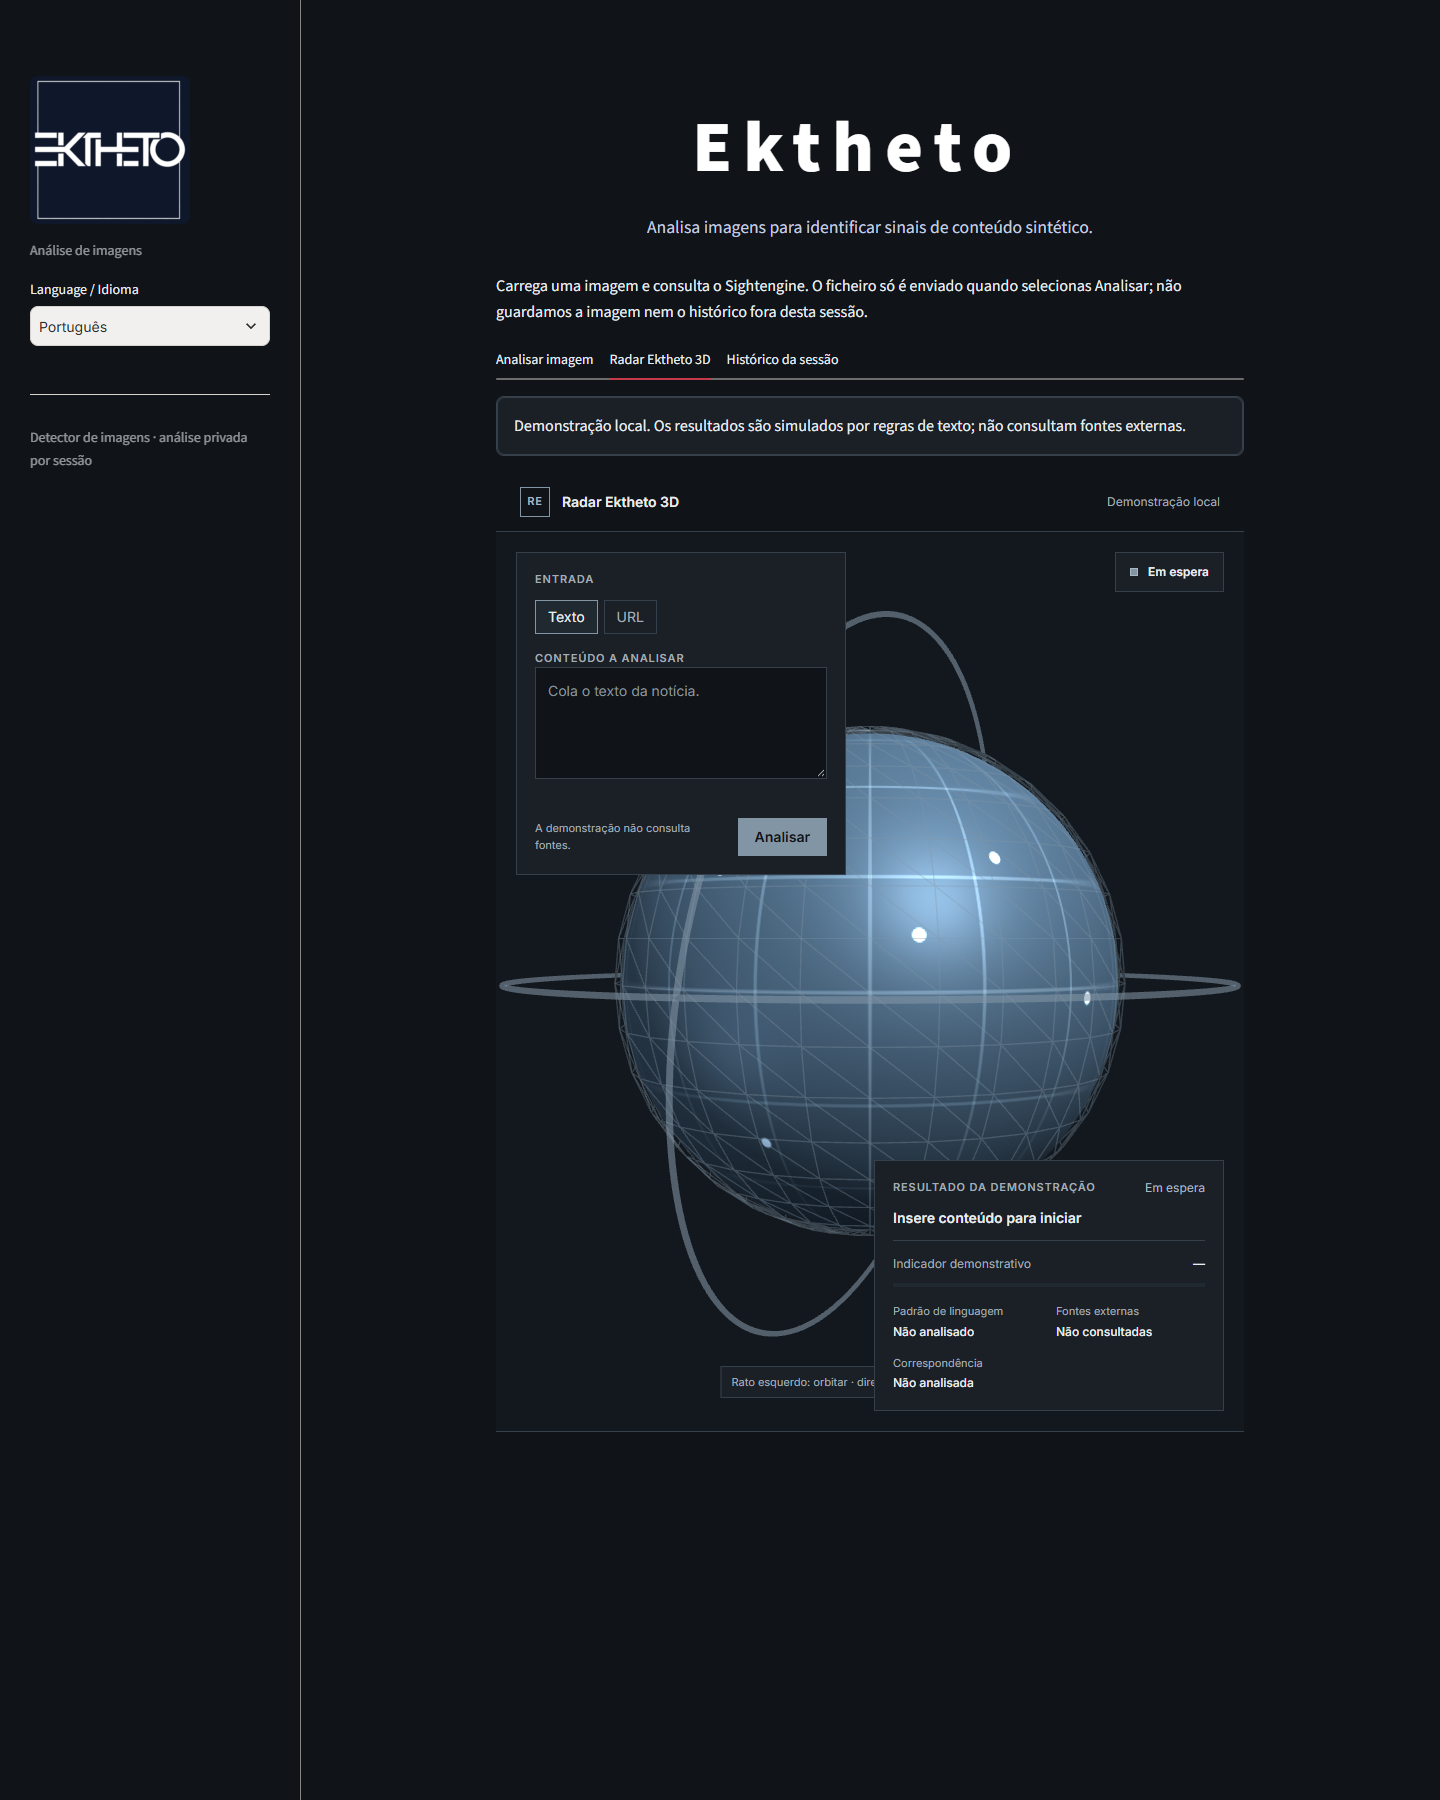 EKTHETO
Análise de imagens
Language / Idioma
Português
Detector de imagens · análise privada
por sessão
Ektheto
Analisa imagens para identificar sinais de conteúdo sintético.
Carrega uma imagem e consulta o Sightengine. O ficheiro só é enviado quando selecionas Analisar; não
guardamos a imagem nem o histórico fora desta sessão.
Analisar imagem Radar Ektheto 3D Histórico da sessão
Demonstração local. Os resultados são simulados por regras de texto; não consultam fontes externas.
RE Radar Ektheto 3D Demonstração local
ENTRADA
Em espera
Texto URL
CONTEÚDO A ANALISAR
Cola o texto da notícia.
A demonstração não consulta
fontes.
Analisar
RESULTADO DA DEMONSTRAÇÃO Em espera
Insere conteúdo para iniciar
Indicador demonstrativo —
Padrão de linguagem Fontes externas
Não analisado Não consultadas
Correspondência
Não analisada
Rato esquerdo: orbitar · dire